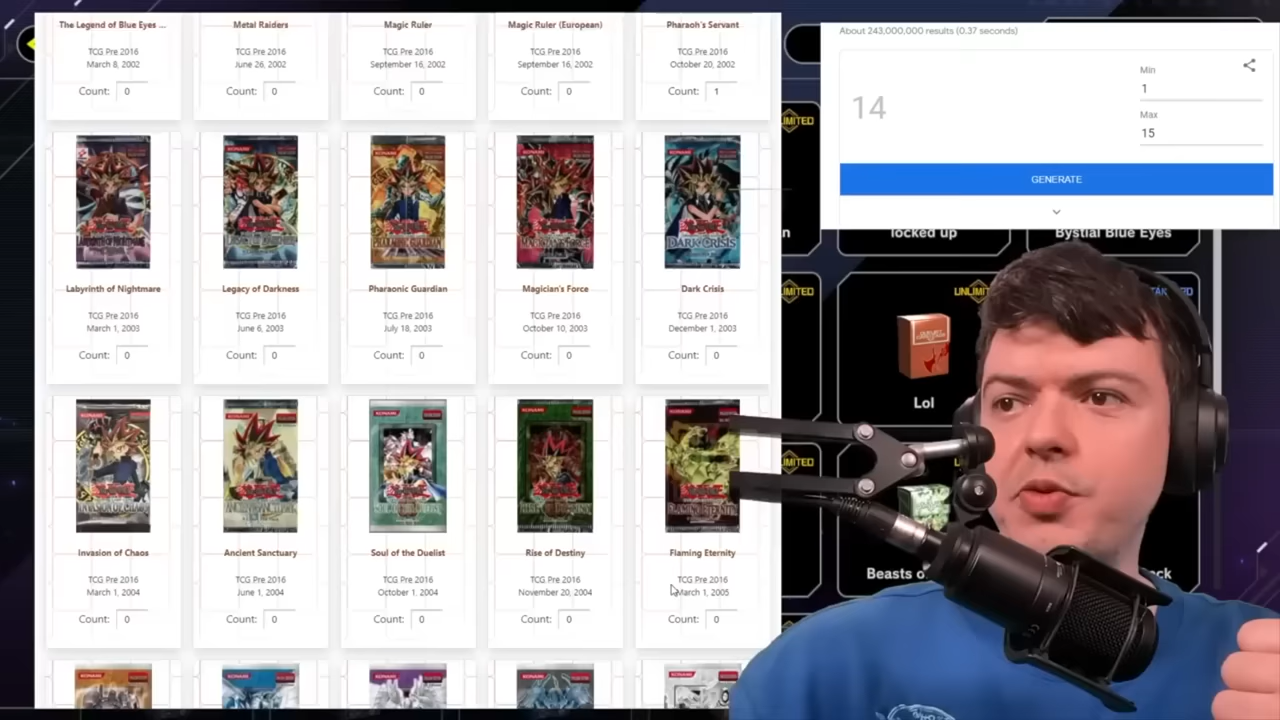 The Legend of Blue Eyes ...
Metal Raiders
Magic Ruler
Magic Ruler (European)
Pharaoh's Servant
TCG Pre 2016
March 8, 2002
TCG Pre 2016
June 26, 2002
TCG Pre 2016
September 16, 2002
TCG Pre 2016
September 16, 2002
TCG Pre 2016
October 20, 2002
Count: 0
Count: 0
Count: 0
Count: 0
Count: 1
KONAMI
DARK CRISIS
Labyrinth of Nightmare
Legacy of Darkness
Pharaonic Guardian
Magician's Force
Dark Crisis
TCG Pre 2016
March 1, 2003
TCG Pre 2016
June 6, 2003
TCG Pre 2016
July 18, 2003
TCG Pre 2016
October 10, 2003
TCG Pre 2016
December 1, 2003
Count: 0
Count: 0
Count: 0
Count: 0
Count: 0
Invasion of Chaos
Ancient Sanctuary
Soul of the Duelist
Rise of Destiny
Flaming Eternity
TCG Pre 2016
March 1, 2004
TCG Pre 2016
June 1, 2004
TCG Pre 2016
October 1, 2004
TCG Pre 2016
November 20, 2004
TCG Pre 2016
March 1, 2005
Count: 0
Count: 0
Count: 0
Count: 0
Count: 0
About 243,000,000 results (0.37 seconds)
14
Min
1
Max
15
GENERATE
locked up
Bystial Blue Eyes
Lol
Beasts